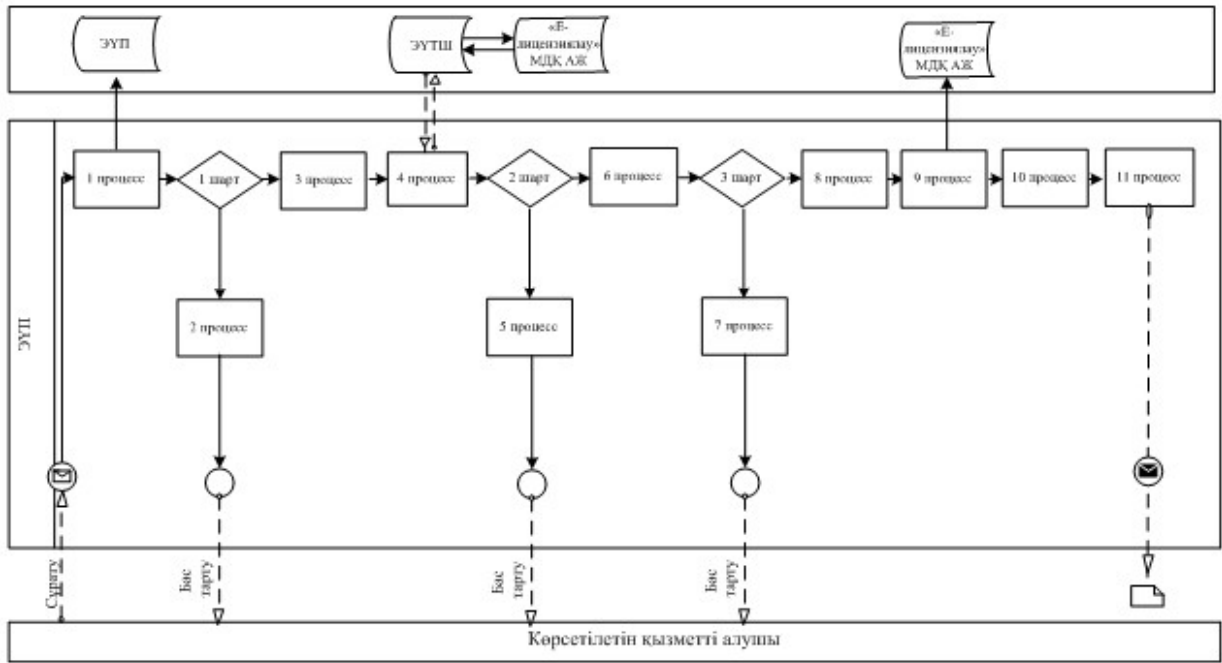 ЭҮП
ЭҮТШ
«Е-
лицензиялау»
МДҚ АЖ
«Е-
лицензиялау»
МДҚ АЖ
ЭҮП
1 процесс
1 шарт
3 процесс
4 процесс
2 шарт
6 процесс
3 шарт
8 процесс
9 процесс
10 процесс
11 процесс
2 процесс
5 процесс
7 процесс
Сұрату
Бас
тарту
Бас
тарту
Бас
тарту
Көрсетілетін қызметті алушы